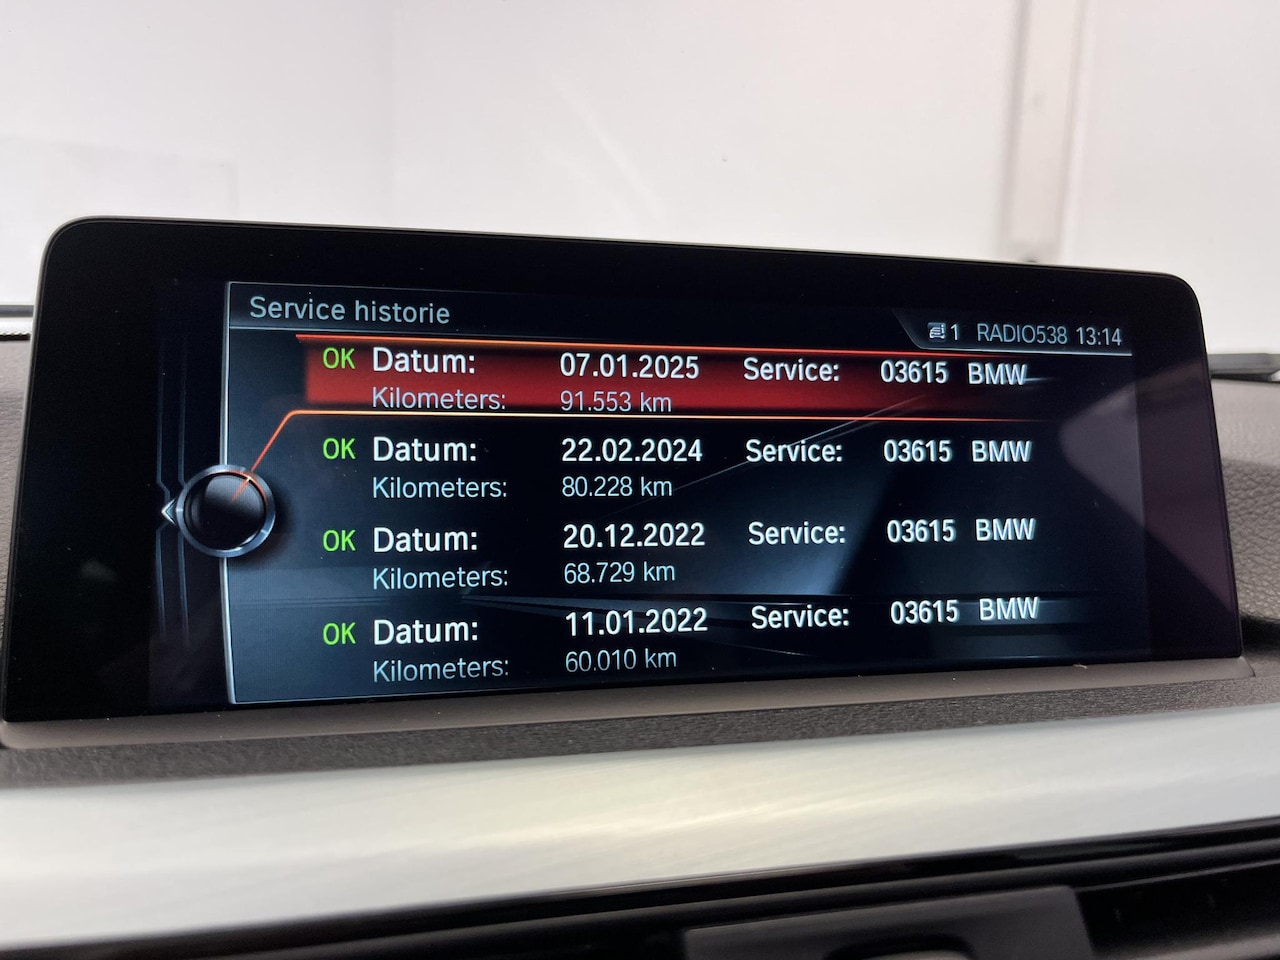 Service historie
1 RADIO538 13:14
OK Datum: 07.01.2025 Service: 03615 BMW
Kilometers: 91.553 km
OK Datum: 22.02.2024 Service: 03615 BMW
Kilometers: 80.228 km
OK Datum: 20.12.2022 Service: 03615 BMW
Kilometers: 68.729 km
OK Datum: 11.01.2022 Service: 03615 BMW
Kilometers: 60.010 km